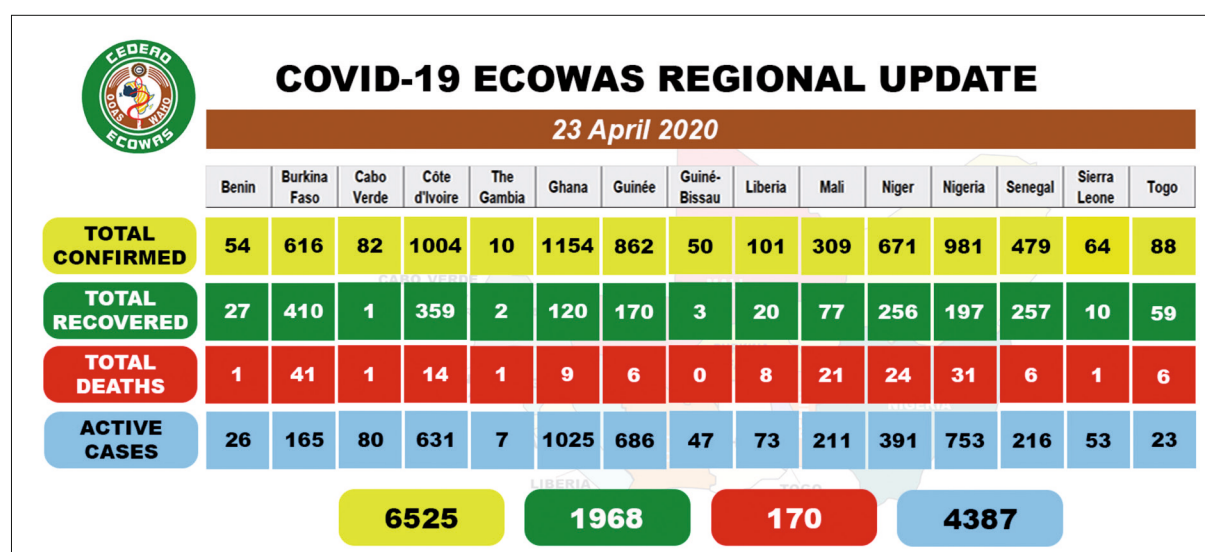 CEDEAO
OOAS WAHO
ECOWAS
COVID-19 ECOWAS REGIONAL UPDATE
23 April 2020
Benin Burkina Faso Cabo Verde Côte d'Ivoire The Gambia Ghana Guinée Guiné-Bissau Liberia Mali Niger Nigeria Senegal Sierra Leone Togo
TOTAL CONFIRMED 54 616 82 1004 10 1154 862 50 101 309 671 981 479 64 88
CABO VERDE
TOTAL RECOVERED 27 410 1 359 2 120 170 3 20 77 256 197 257 10 59
TOTAL DEATHS 1 41 1 14 1 9 6 0 8 21 24 31 6 1 6
NIGERIA
ACTIVE CASES 26 165 80 631 7 1025 686 47 73 211 391 753 216 53 23
LIBERIA TOGO
6525 1968 170 4387